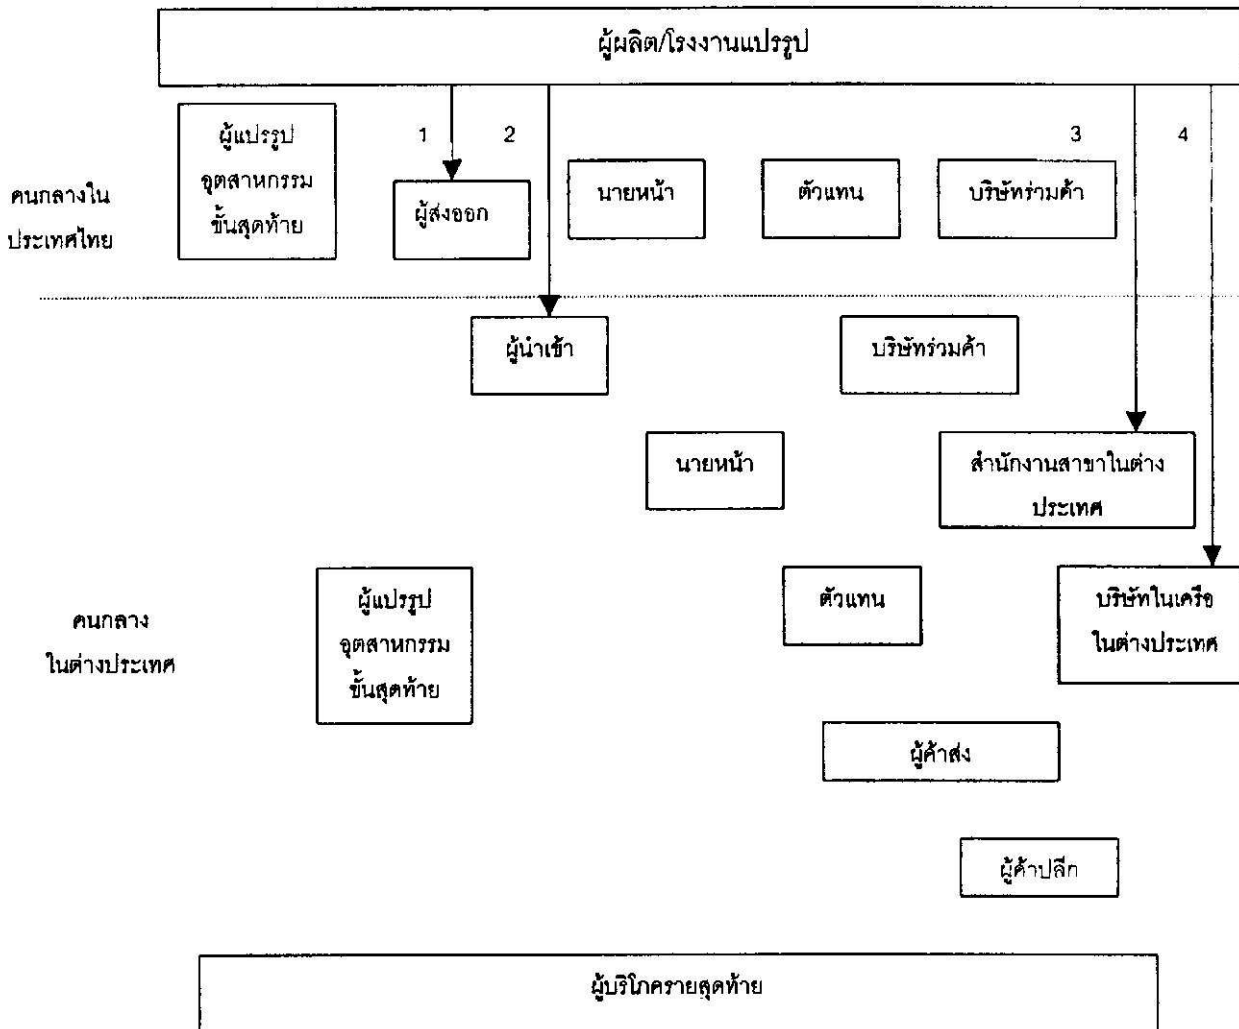 ผู้ผลิต/โรงงานแปรรูป
ผู้แปรรูป
อุตสาหกรรม
ขั้นสุดท้าย
1
2
3
4
คนกลางใน
ประเทศไทย
ผู้ส่งออก
นายหน้า
ตัวแทน
บริษัทร่วมค้า
ผู้นำเข้า
บริษัทร่วมค้า
นายหน้า
สำนักงานสาขาในต่าง
ประเทศ
คนกลาง
ในต่างประเทศ
ผู้แปรรูป
อุตสาหกรรม
ขั้นสุดท้าย
ตัวแทน
บริษัทในเครือ
ในต่างประเทศ
ผู้ค้าส่ง
ผู้ค้าปลีก
ผู้บริโภครายสุดท้าย